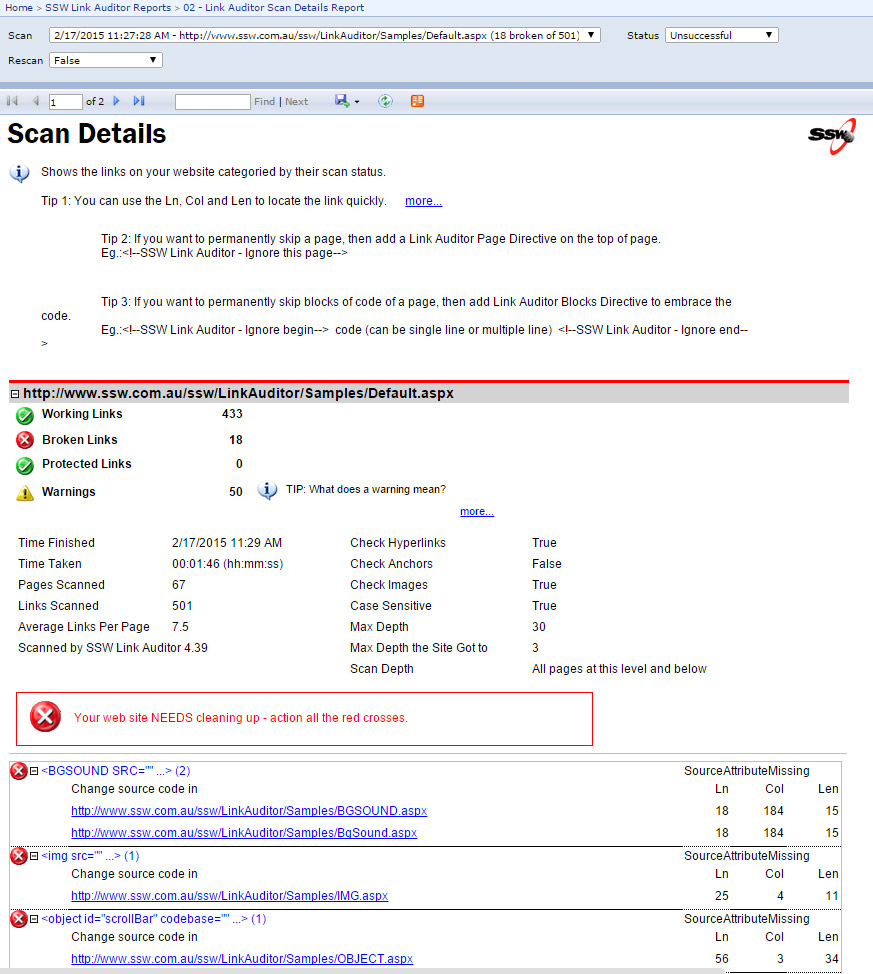 Home > SSW Link Auditor Reports > 02 - Link Auditor Scan Details Report
Scan 2/17/2015 11:27:28 AM - http://www.ssw.com.au/ssw/LinkAuditor/Samples/Default.aspx (18 broken of 501) Status Unsuccessful
Rescan False
1 of 2 Find | Next
Scan Details
SSW
Shows the links on your website categoried by their scan status.
Tip 1: You can use the Ln, Col and Len to locate the link quickly. more...
Tip 2: If you want to permanently skip a page, then add a Link Auditor Page Directive on the top of page.
Eg.:<!--SSW Link Auditor - Ignore this page-->
Tip 3: If you want to permanently skip blocks of code of a page, then add Link Auditor Blocks Directive to embrace the
code.
Eg.:<!--SSW Link Auditor - Ignore begin--> code (can be single line or multiple line) <!--SSW Link Auditor - Ignore end--
>
http://www.ssw.com.au/ssw/LinkAuditor/Samples/Default.aspx
Working Links 433
Broken Links 18
Protected Links 0
Warnings 50 TIP: What does a warning mean?
more...
Time Finished 2/17/2015 11:29 AM Check Hyperlinks True
Time Taken 00:01:46 (hh:mm:ss) Check Anchors False
Pages Scanned 67 Check Images True
Links Scanned 501 Case Sensitive True
Average Links Per Page 7.5 Max Depth 30
Scanned by SSW Link Auditor 4.39 Max Depth the Site Got to 3
Scan Depth All pages at this level and below
Your web site NEEDS cleaning up - action all the red crosses.
<BGSOUND SRC="" ...> (2) SourceAttributeMissing
Change source code in Ln Col Len
http://www.ssw.com.au/ssw/LinkAuditor/Samples/BGSOUND.aspx 18 184 15
http://www.ssw.com.au/ssw/LinkAuditor/Samples/BgSound.aspx 18 184 15
<img src="" ...> (1) SourceAttributeMissing
Change source code in Ln Col Len
http://www.ssw.com.au/ssw/LinkAuditor/Samples/IMG.aspx 25 4 11
<object id="scrollBar" codebase="" ...> (1) SourceAttributeMissing
Change source code in Ln Col Len
http://www.ssw.com.au/ssw/LinkAuditor/Samples/OBJECT.aspx 56 3 34